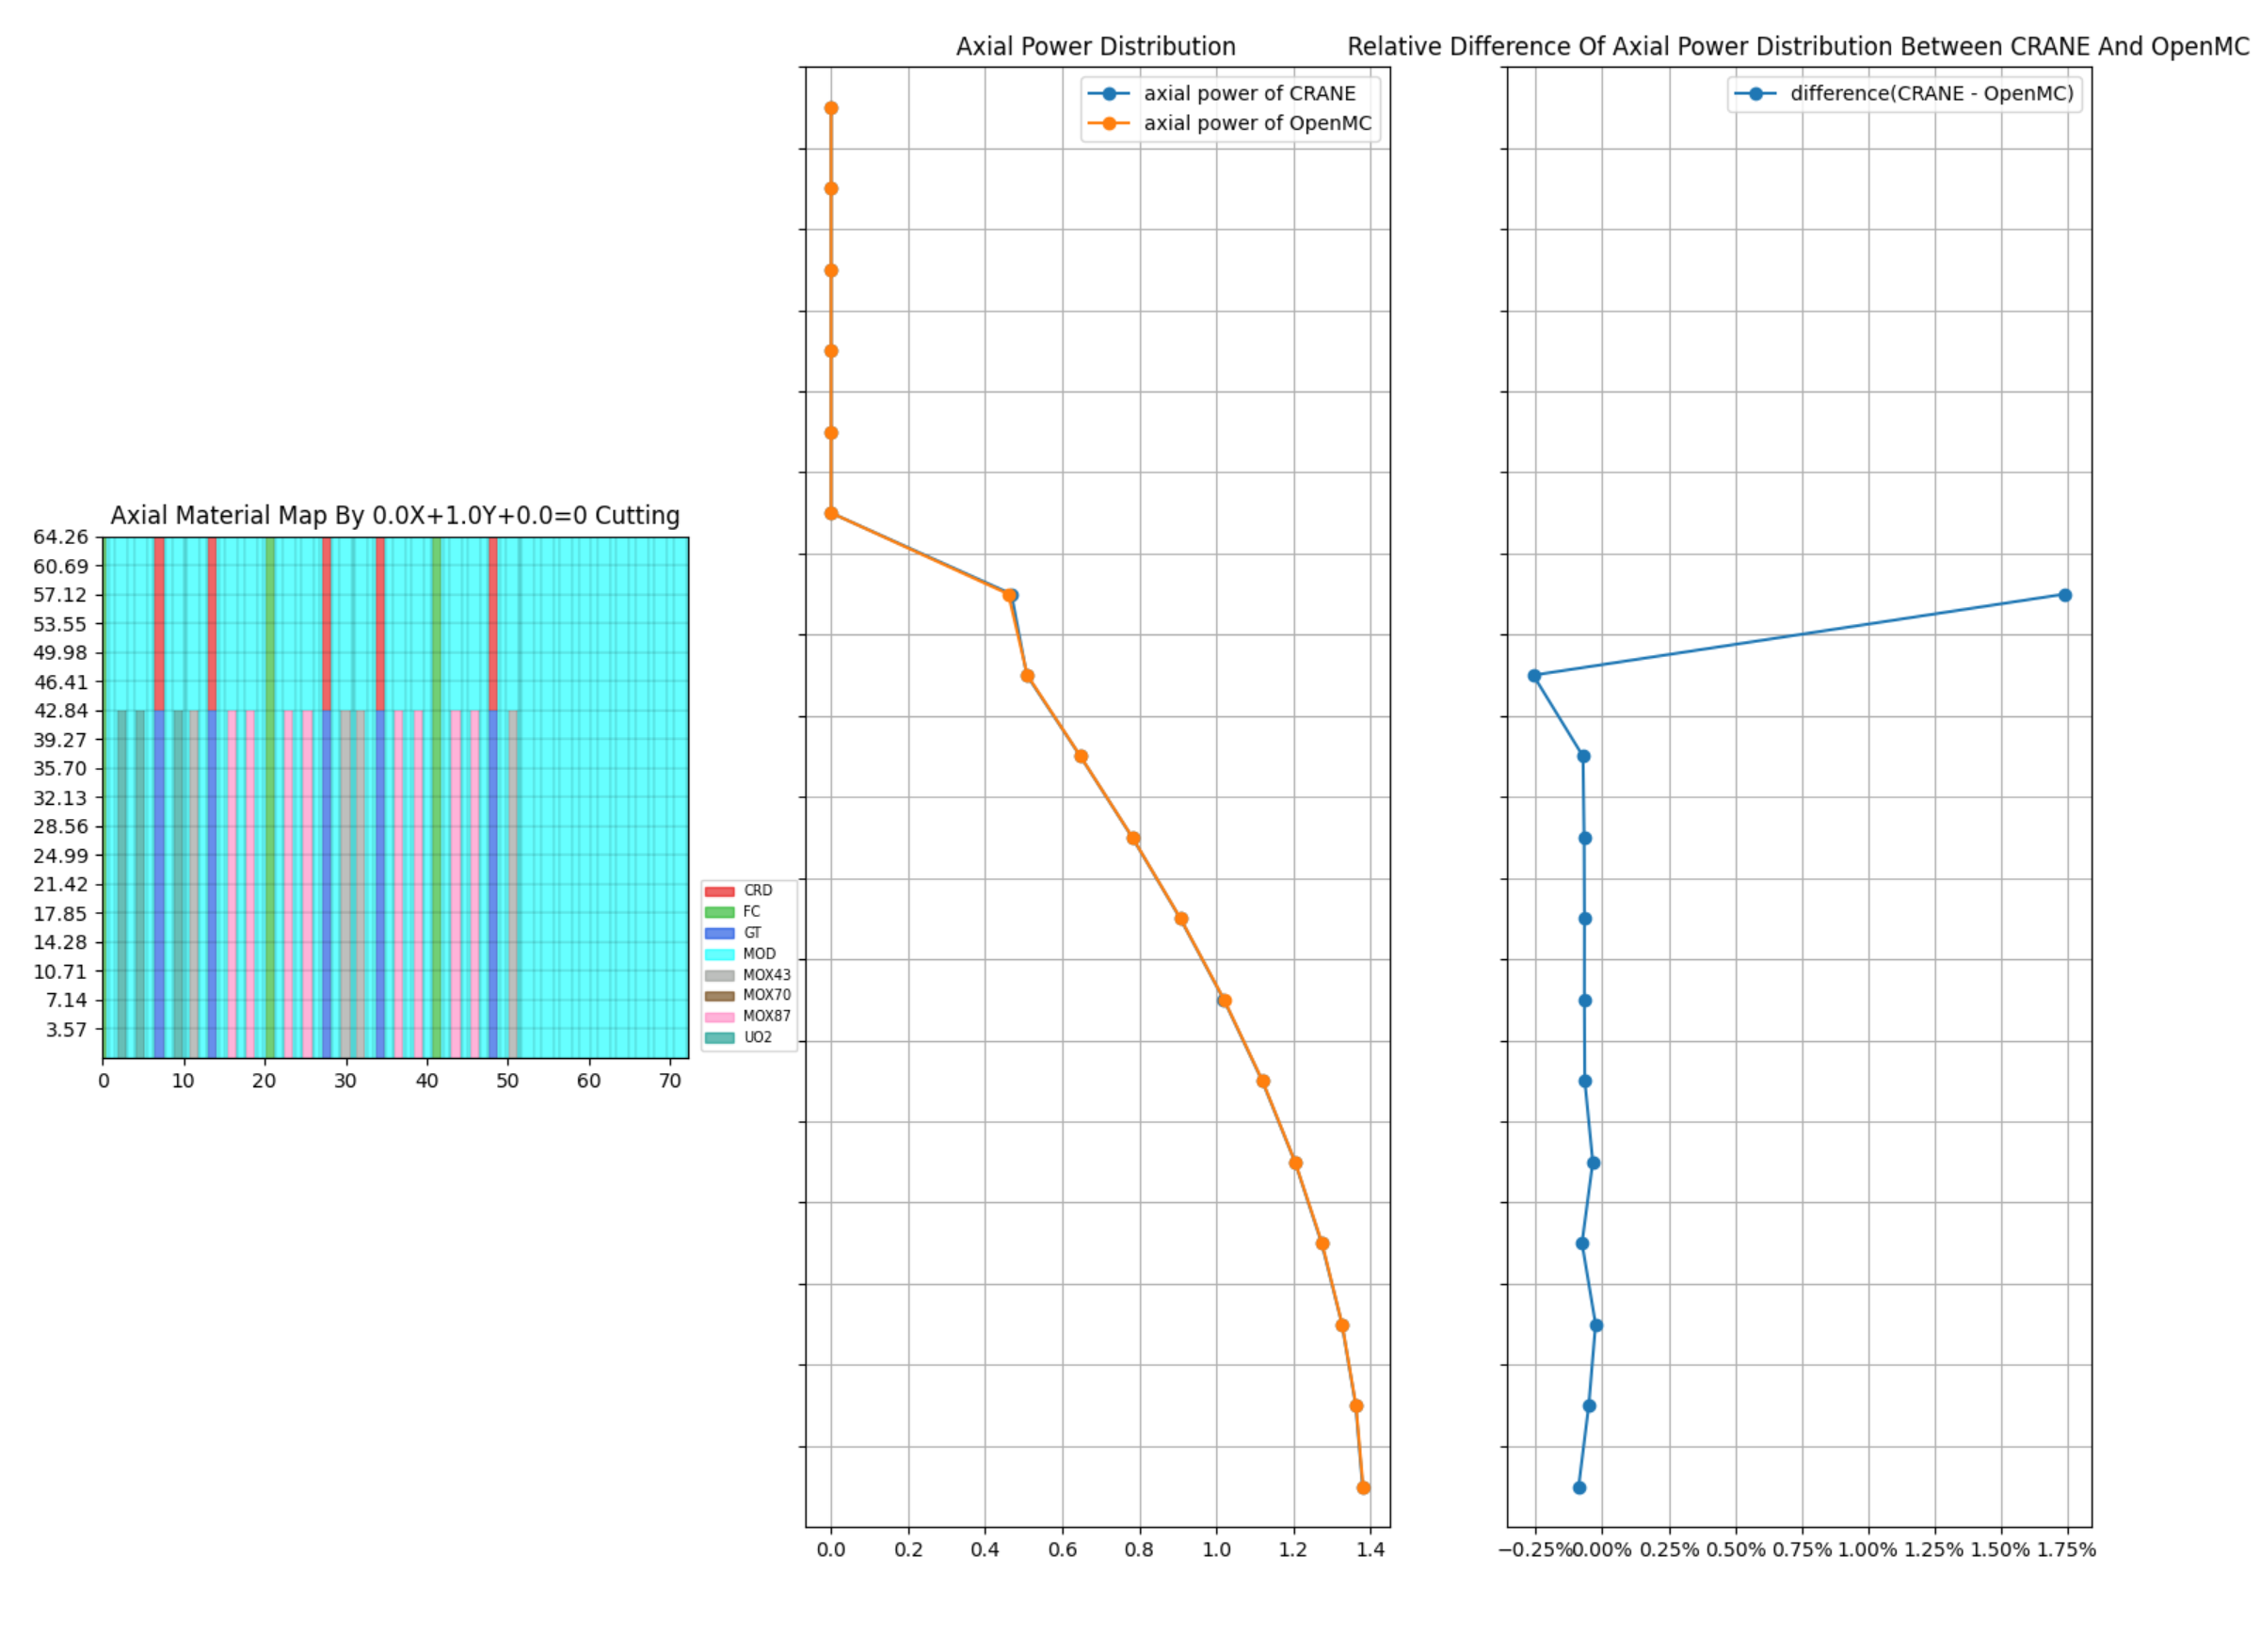 Axial Power Distribution
Relative Difference Of Axial Power Distribution Between CRANE And OpenMC
axial power of CRANE
axial power of OpenMC
difference(CRANE - OpenMC)
Axial Material Map By 0.0X+1.0Y+0.0=0 Cutting
64.26
60.69
57.12
53.55
49.98
46.41
42.84
39.27
35.70
32.13
28.56
24.99
21.42
17.85
14.28
10.71
7.14
3.57
0 10 20 30 40 50 60 70
CRD
FC
GT
MOD
MOX43
MOX70
MOX87
UO2
0.0 0.2 0.4 0.6 0.8 1.0 1.2 1.4
−0.25% 0.00% 0.25% 0.50% 0.75% 1.00% 1.25% 1.50% 1.75%